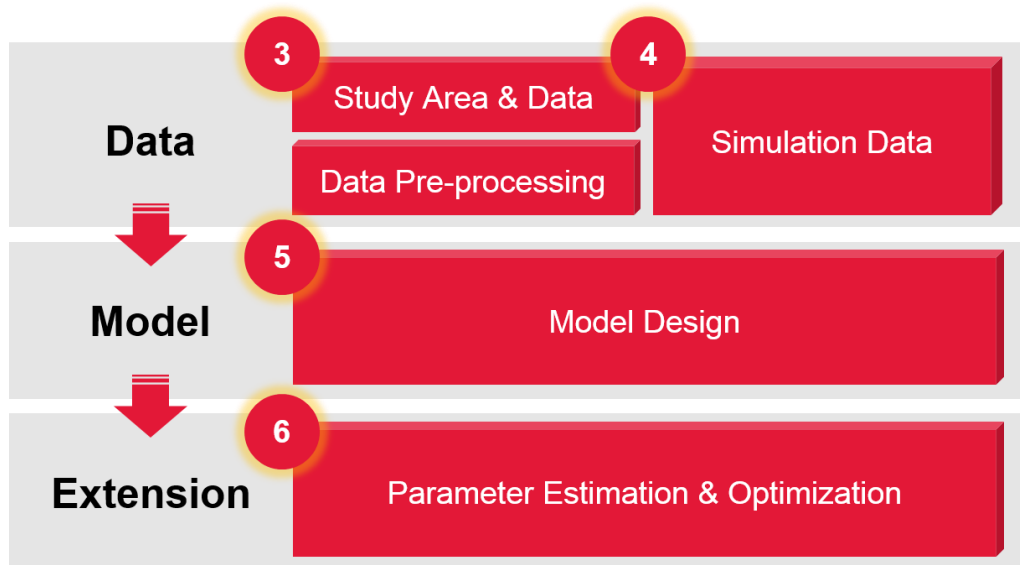 3
4
Study Area & Data
Data
Simulation Data
Data Pre-processing
5
Model
Model Design
6
Extension
Parameter Estimation & Optimization